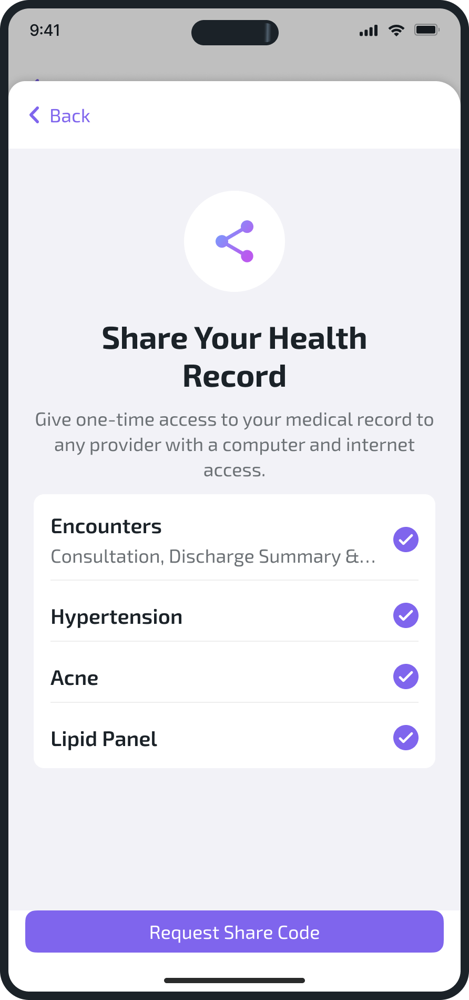 9:41
Back
Share Your Health
Record
Give one-time access to your medical record to
any provider with a computer and internet
access.
Encounters
Consultation, Discharge Summary &...
Hypertension
Acne
Lipid Panel
Request Share Code